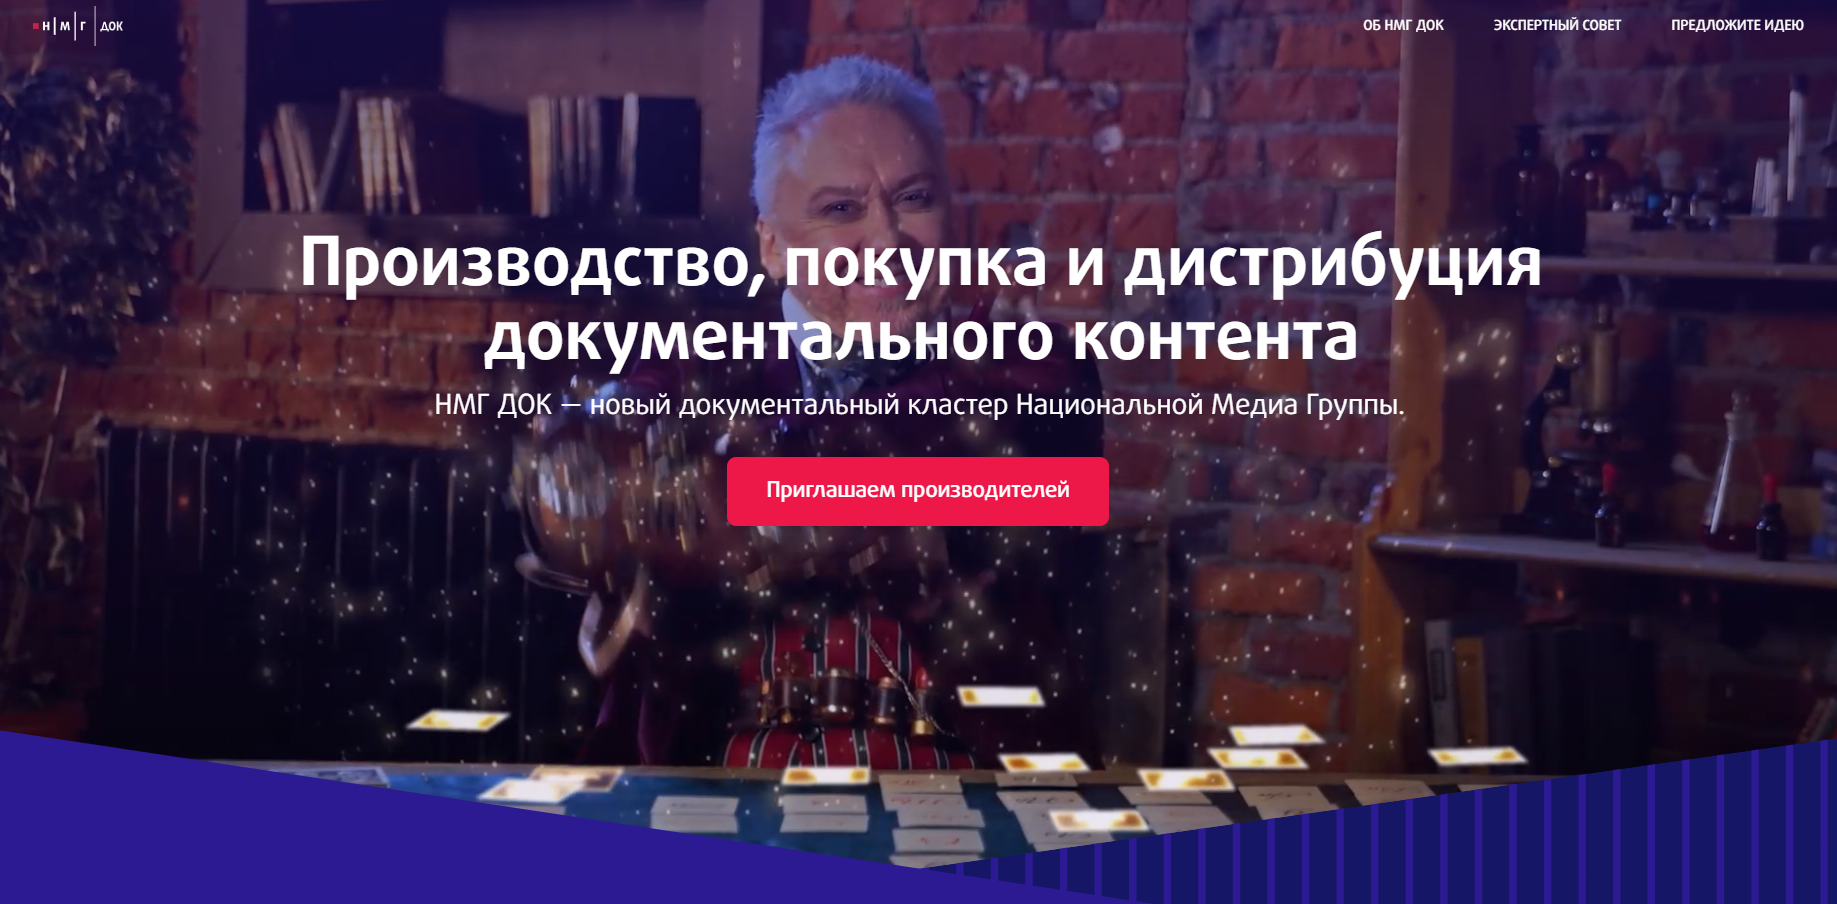 Н М Г ДОК
ОБ НМГ ДОК
ЭКСПЕРТНЫЙ СОВЕТ
ПРЕДЛОЖИТЕ ИДЕЮ
Производство, покупка и дистрибуция
документального контента
НМГ ДОК — новый документальный кластер Национальной Медиа Группы.
Приглашаем производителей